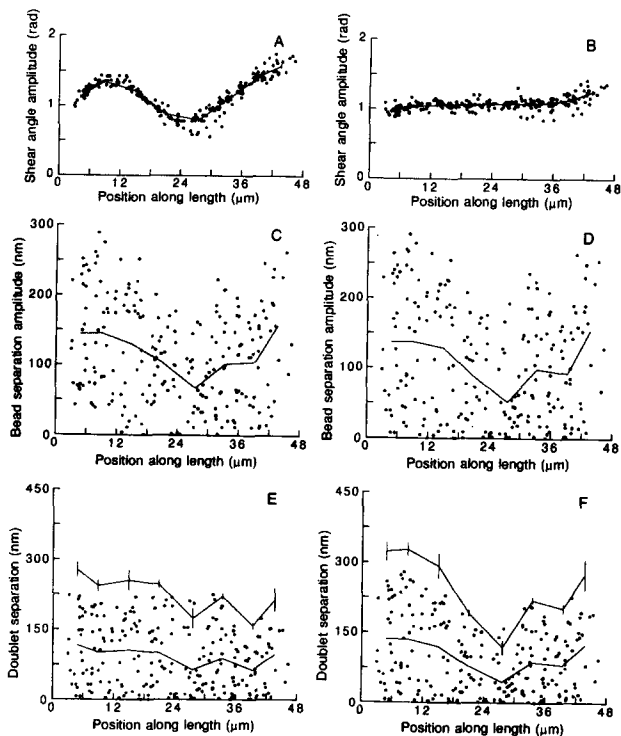 A
Shear angle amplitude (rad)
2
1
0
0 12 24 36 48
Position along length (μm)
B
Shear angle amplitude (rad)
2
1
0
0 12 24 36 48
Position along length (μm)
C
Bead separation amplitude (nm)
300
200
100
0
0 12 24 36 48
Position along length (μm)
D
Bead separation amplitude (nm)
300
200
100
0
0 12 24 36 48
Position along length (μm)
E
Doublet separation (nm)
450
300
150
0
0 12 24 36 48
Position along length (μm)
F
Doublet separation (nm)
450
300
150
0
0 12 24 36 48
Position along length (μm)